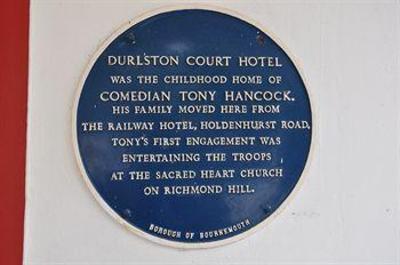 DURLSTON COURT HOTEL
WAS THE CHILDHOOD HOME OF
COMEDIAN TONY HANCOCK.
HIS FAMILY MOVED HERE FROM
THE RAILWAY HOTEL, HOLDENHURST ROAD,
TONY'S FIRST ENGAGEMENT WAS
ENTERTAINING THE TROOPS
AT THE SACRED HEART CHURCH
ON RICHMOND HILL.
BOROUGH OF BOURNEMOUTH